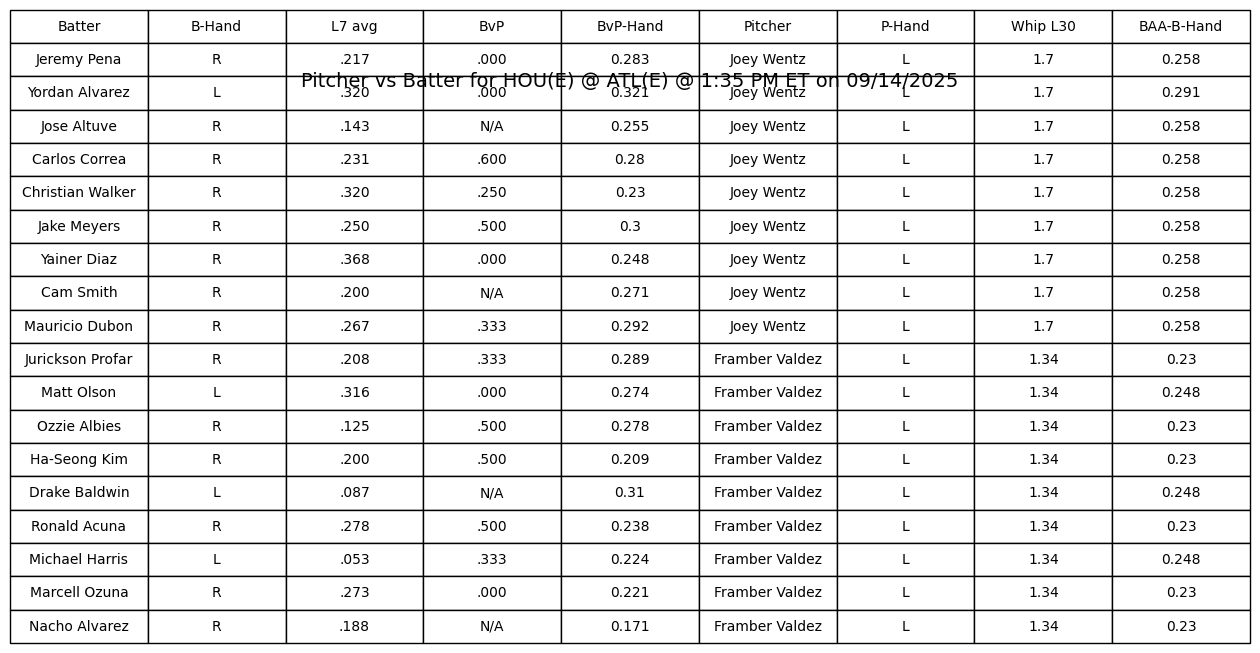 Batter B-Hand L7 avg BvP BvP-Hand Pitcher P-Hand Whip L30 BAA-B-Hand
Jeremy Pena R .217 .000 0.283 Joey Wentz L 1.7 0.258
Pitcher vs Batter for HOU(E) @ ATL(E) @ 1:35 PM ET on 09/14/2025
Yordan Alvarez L .320 .000 0.321 Joey Wentz L 1.7 0.291
Jose Altuve R .143 N/A 0.255 Joey Wentz L 1.7 0.258
Carlos Correa R .231 .600 0.28 Joey Wentz L 1.7 0.258
Christian Walker R .320 .250 0.23 Joey Wentz L 1.7 0.258
Jake Meyers R .250 .500 0.3 Joey Wentz L 1.7 0.258
Yainer Diaz R .368 .000 0.248 Joey Wentz L 1.7 0.258
Cam Smith R .200 N/A 0.271 Joey Wentz L 1.7 0.258
Mauricio Dubon R .267 .333 0.292 Joey Wentz L 1.7 0.258
Jurickson Profar R .208 .333 0.289 Framber Valdez L 1.34 0.23
Matt Olson L .316 .000 0.274 Framber Valdez L 1.34 0.248
Ozzie Albies R .125 .500 0.278 Framber Valdez L 1.34 0.23
Ha-Seong Kim R .200 .500 0.209 Framber Valdez L 1.34 0.23
Drake Baldwin L .087 N/A 0.31 Framber Valdez L 1.34 0.248
Ronald Acuna R .278 .500 0.238 Framber Valdez L 1.34 0.23
Michael Harris L .053 .333 0.224 Framber Valdez L 1.34 0.248
Marcell Ozuna R .273 .000 0.221 Framber Valdez L 1.34 0.23
Nacho Alvarez R .188 N/A 0.171 Framber Valdez L 1.34 0.23